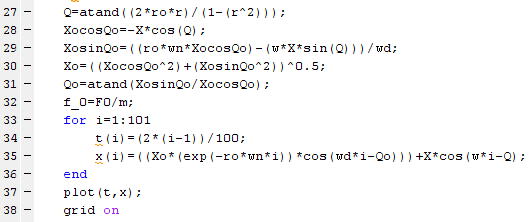 27 - Q=atand((2*ro*r)/(1-(r^2)));
28 - XocosQo=-X*cos(Q);
29 - XosinQo=((ro*wn*XocosQo)-(w*X*sin(Q)))/wd;
30 - Xo=((XocosQo^2)+(XosinQo^2))^0.5;
31 - Qo=atand(XosinQo/XocosQo);
32 - f_0=F0/m;
33 - for i=1:101
34 - t(i)=(2*(i-1))/100;
35 - x(i)=((Xo*(exp(-ro*wn*i))*cos(wd*i-Qo)))+X*cos(w*i-Q);
36 - end
37 - plot(t,x);
38 - grid on